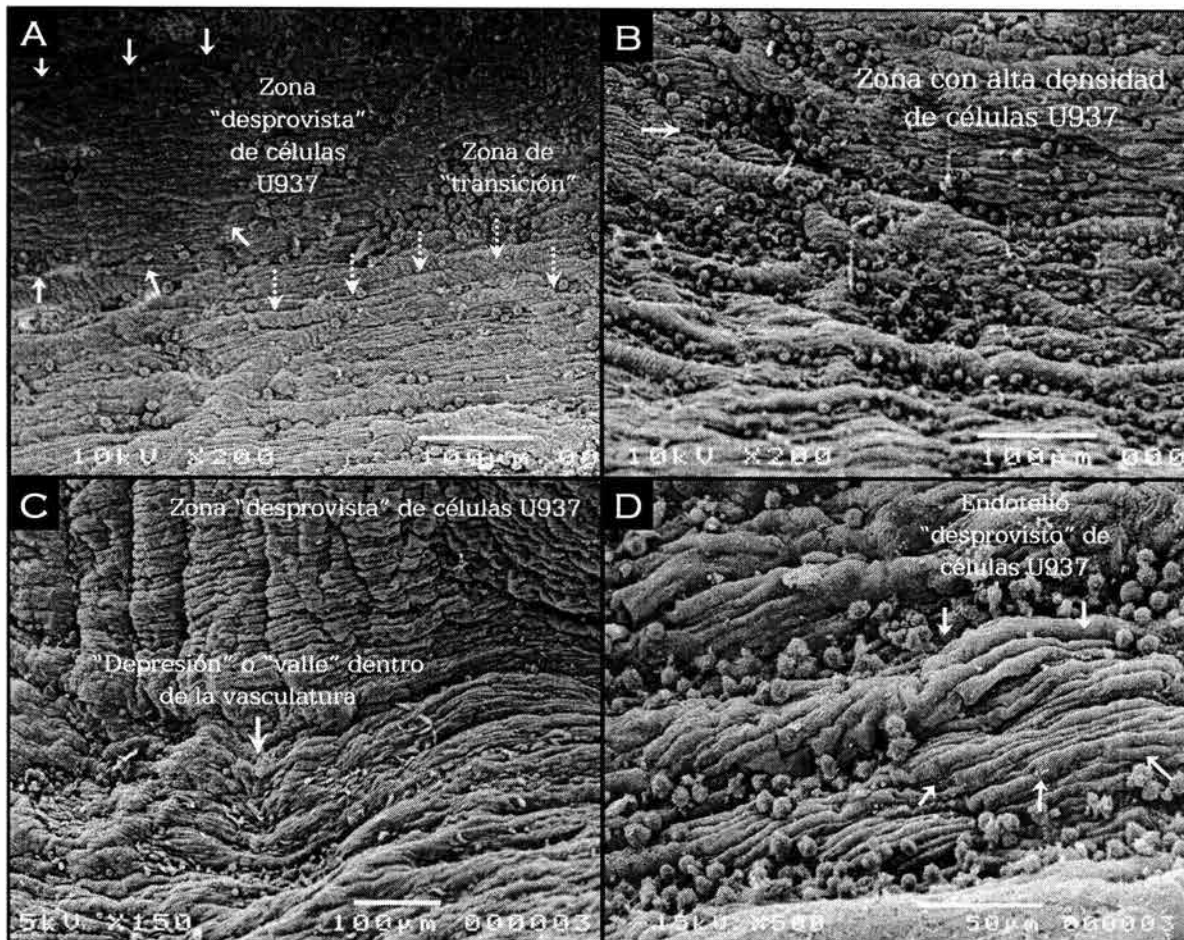 A
Zona
"desprovista"
de células
U937
Zona de
"transición"
10kV X200 100µm 00
B
Zona con alta densidad
de células U937
10kV X200 100µm 000
C
Zona "desprovista" de células U937
"Depresión" o "valle" dentro
de la vasculatura
5kV X150 100µm 000003
D
Endotelio
"desprovisto" de
células U937
15kV X500 50µm 000003